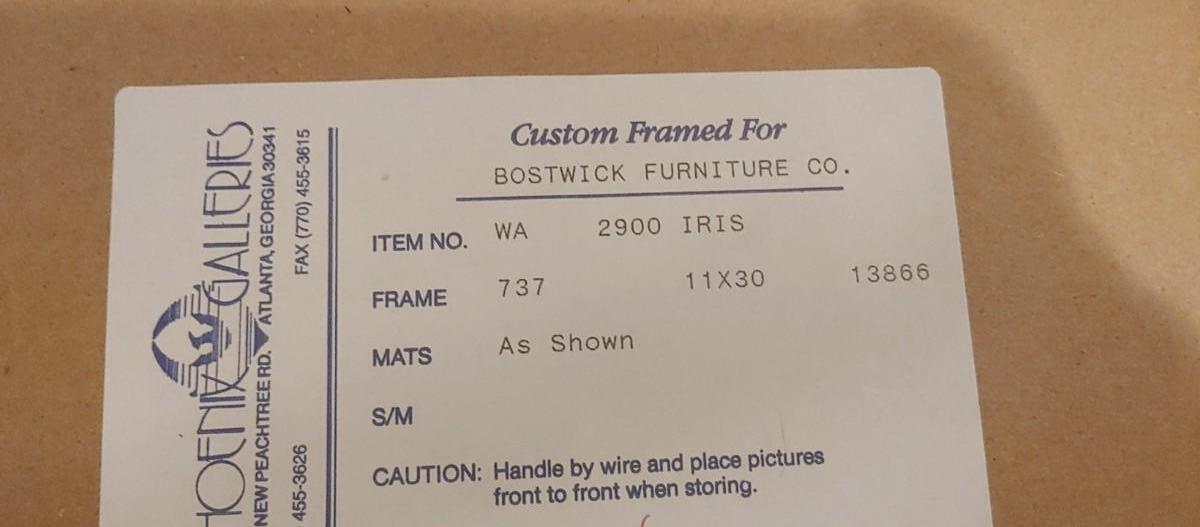 HOENIX GALLERIES
NEW PEACHTREE RD. ATLANTA, GEORGIA 30341
455-3626 FAX (770) 455-3615
Custom Framed For
BOSTWICK FURNITURE CO.
ITEM NO. WA 2900 IRIS
FRAME 737 11X30 13866
MATS As Shown
S/M
CAUTION: Handle by wire and place pictures
front to front when storing.